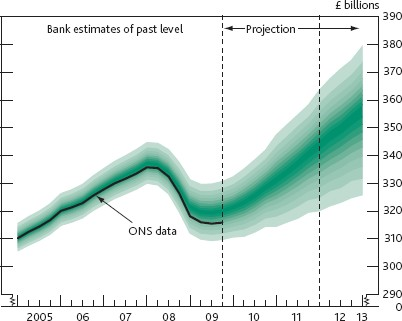 £ billions
Bank estimates of past level
Projection
390
380
370
360
350
340
330
320
310
300
290
0
ONS data
2005 06 07 08 09 10 11 12 13